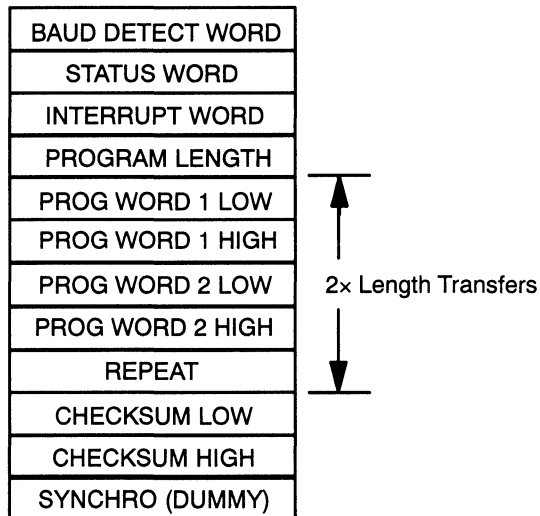 BAUD DETECT WORD
STATUS WORD
INTERRUPT WORD
PROGRAM LENGTH
PROG WORD 1 LOW
PROG WORD 1 HIGH
PROG WORD 2 LOW
2× Length Transfers
PROG WORD 2 HIGH
REPEAT
CHECKSUM LOW
CHECKSUM HIGH
SYNCHRO (DUMMY)